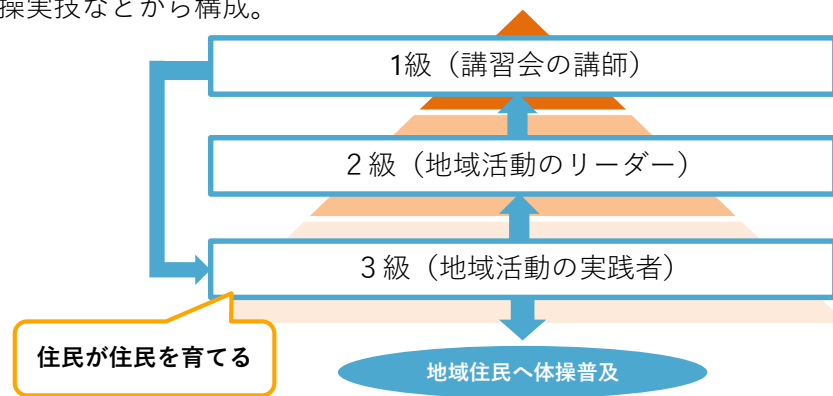 操実技などから構成。
1級（講習会の講師）
２級（地域活動のリーダー）
３級（地域活動の実践者）
住民が住民を育てる
地域住民へ体操普及